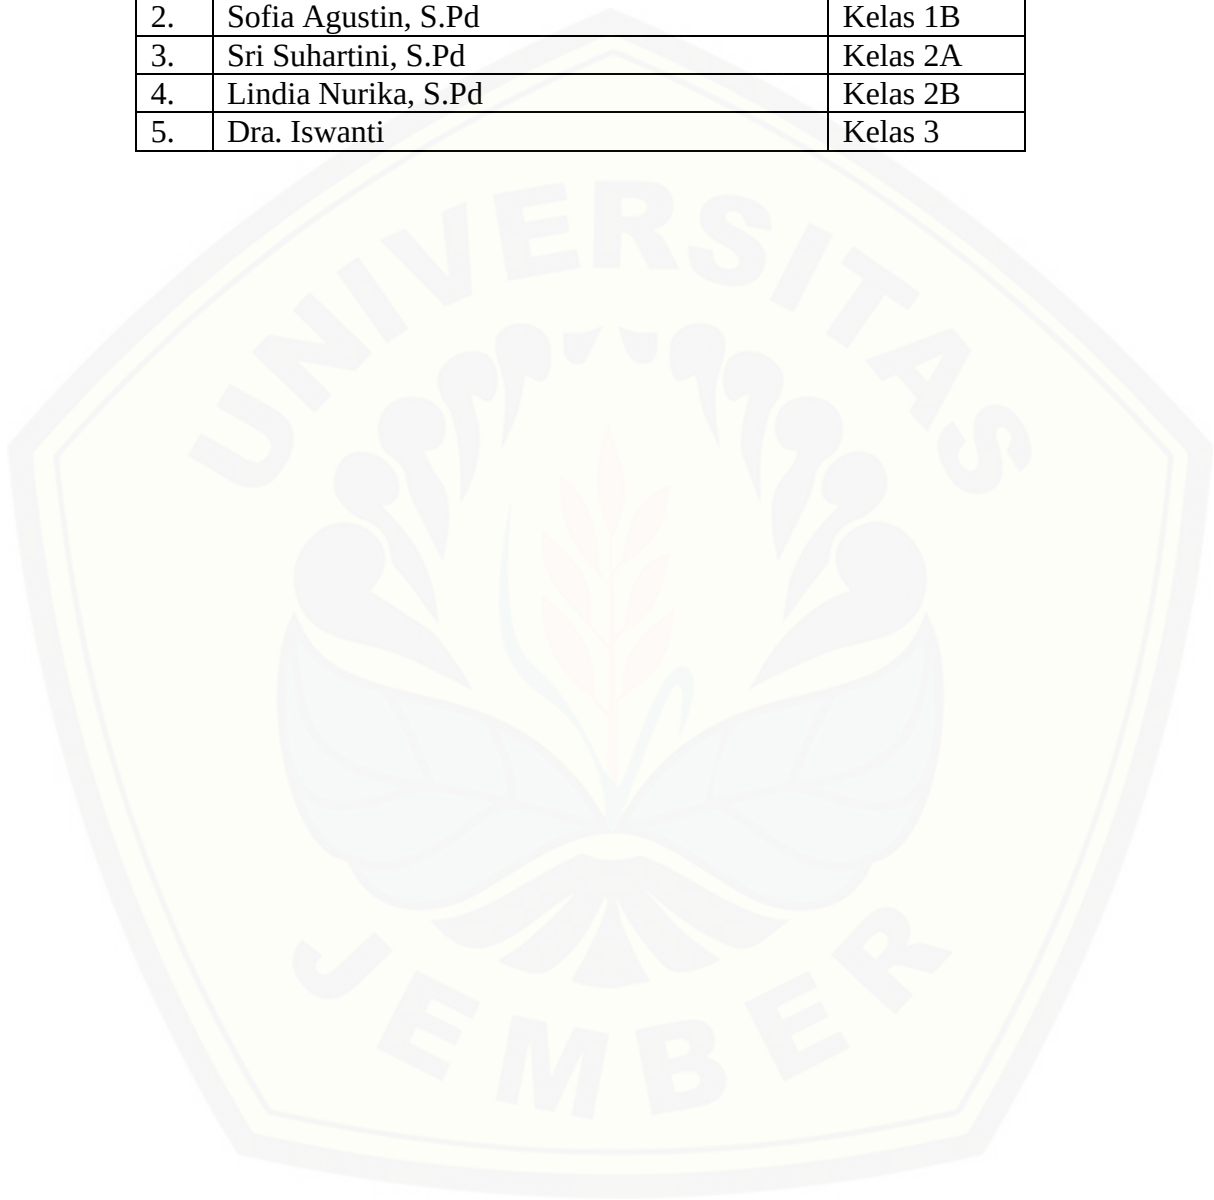 2. Sofia Agustin, S.Pd Kelas 1B
3. Sri Suhartini, S.Pd Kelas 2A
4. Lindia Nurika, S.Pd Kelas 2B
5. Dra. Iswanti Kelas 3
UNIVERSITAS
JEMBER